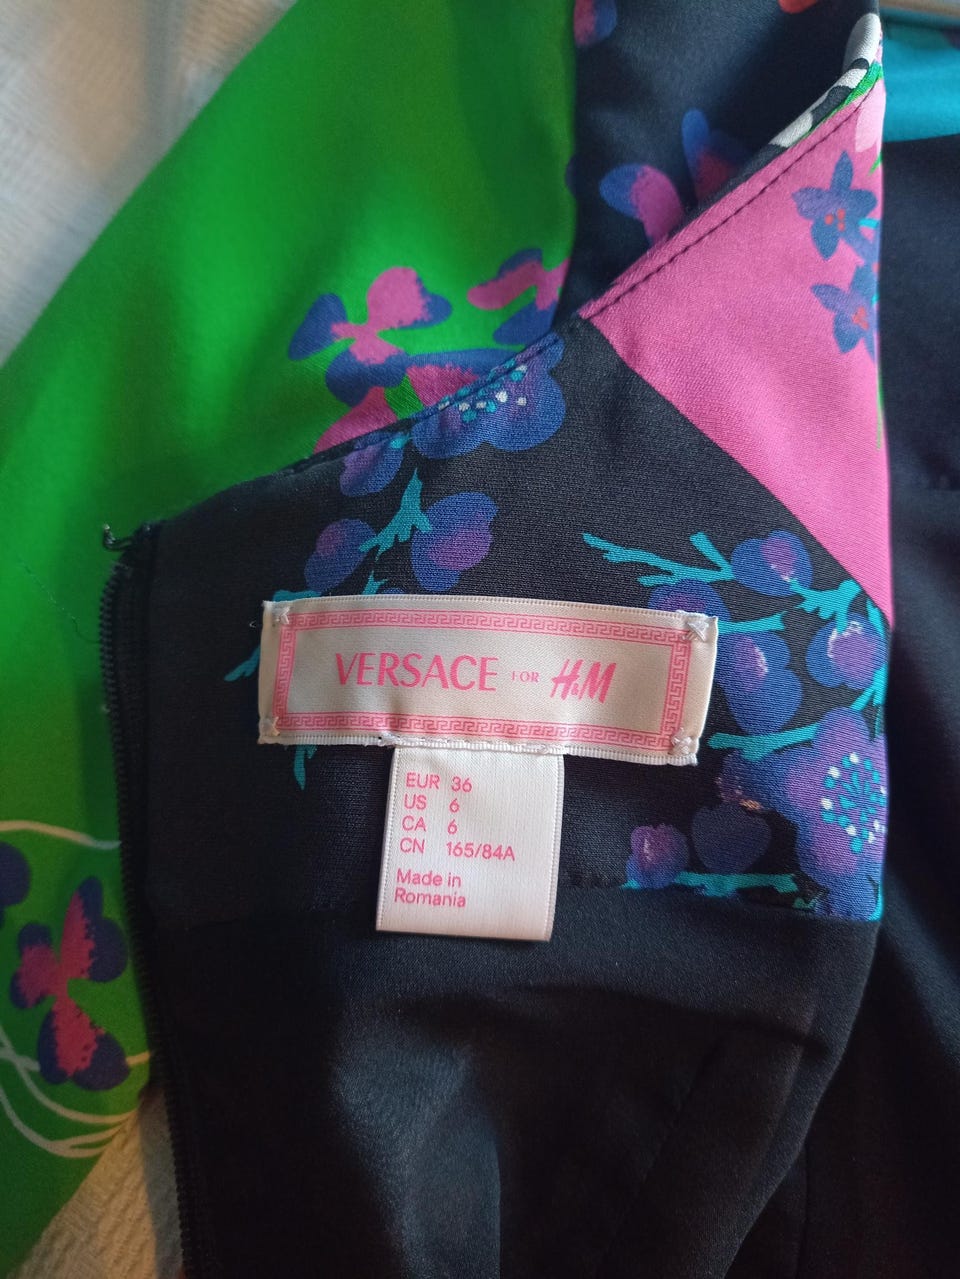 VERSACE FOR H&M
EUR 36
US 6
CA 6
CN 165/84A
Made in
Romania